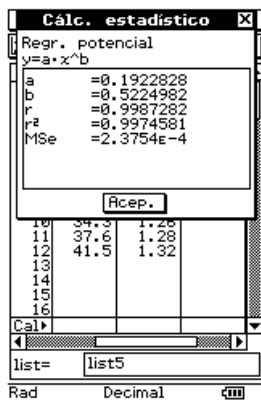 Cálc. estadístico
Regr. potencial
y=a·x^b
a =0.1922828
b =0.5224982
r =0.9987282
r² =0.9974581
MSe =2.3754E-4
Acep.
10 34.3 1.26
11 37.6 1.28
12 41.5 1.32
13
14
15
16
Cal▶
list= list5
Rad Decimal